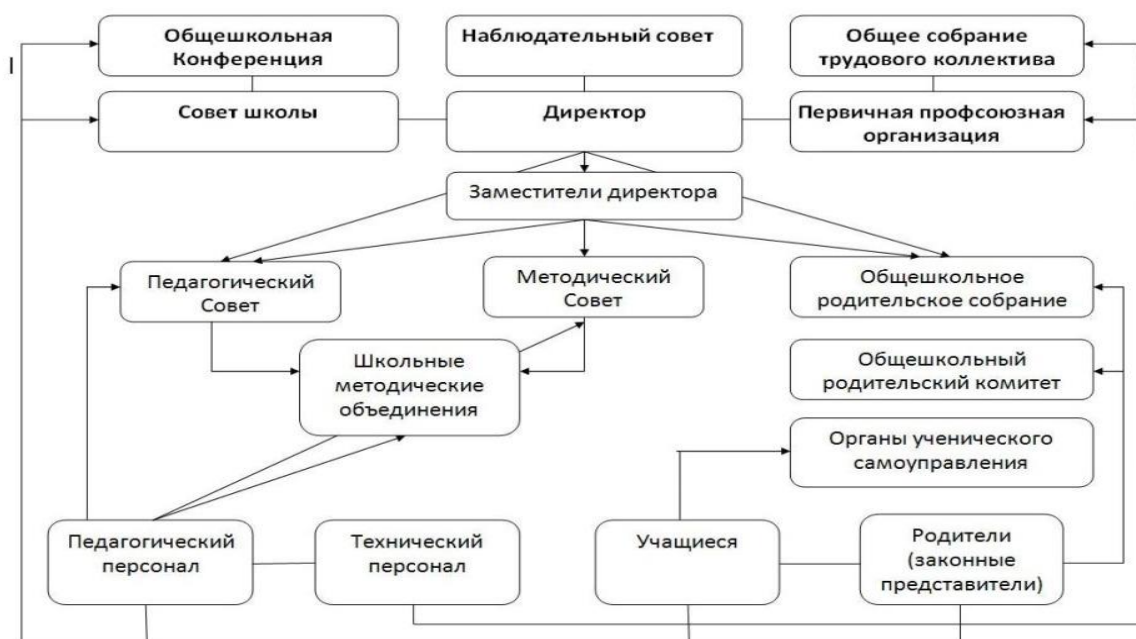 Общешкольная
Конференция
Наблюдательный совет
Общее собрание
трудового коллектива
I
Совет школы
Директор
Первичная профсоюзная
организация
Заместители директора
Педагогический
Совет
Методический
Совет
Общешкольное
родительское собрание
Школьные
методические
объединения
Общешкольный
родительский комитет
Органы ученического
самоуправления
Педагогический
персонал
Технический
персонал
Учащиеся
Родители
(законные
представители)